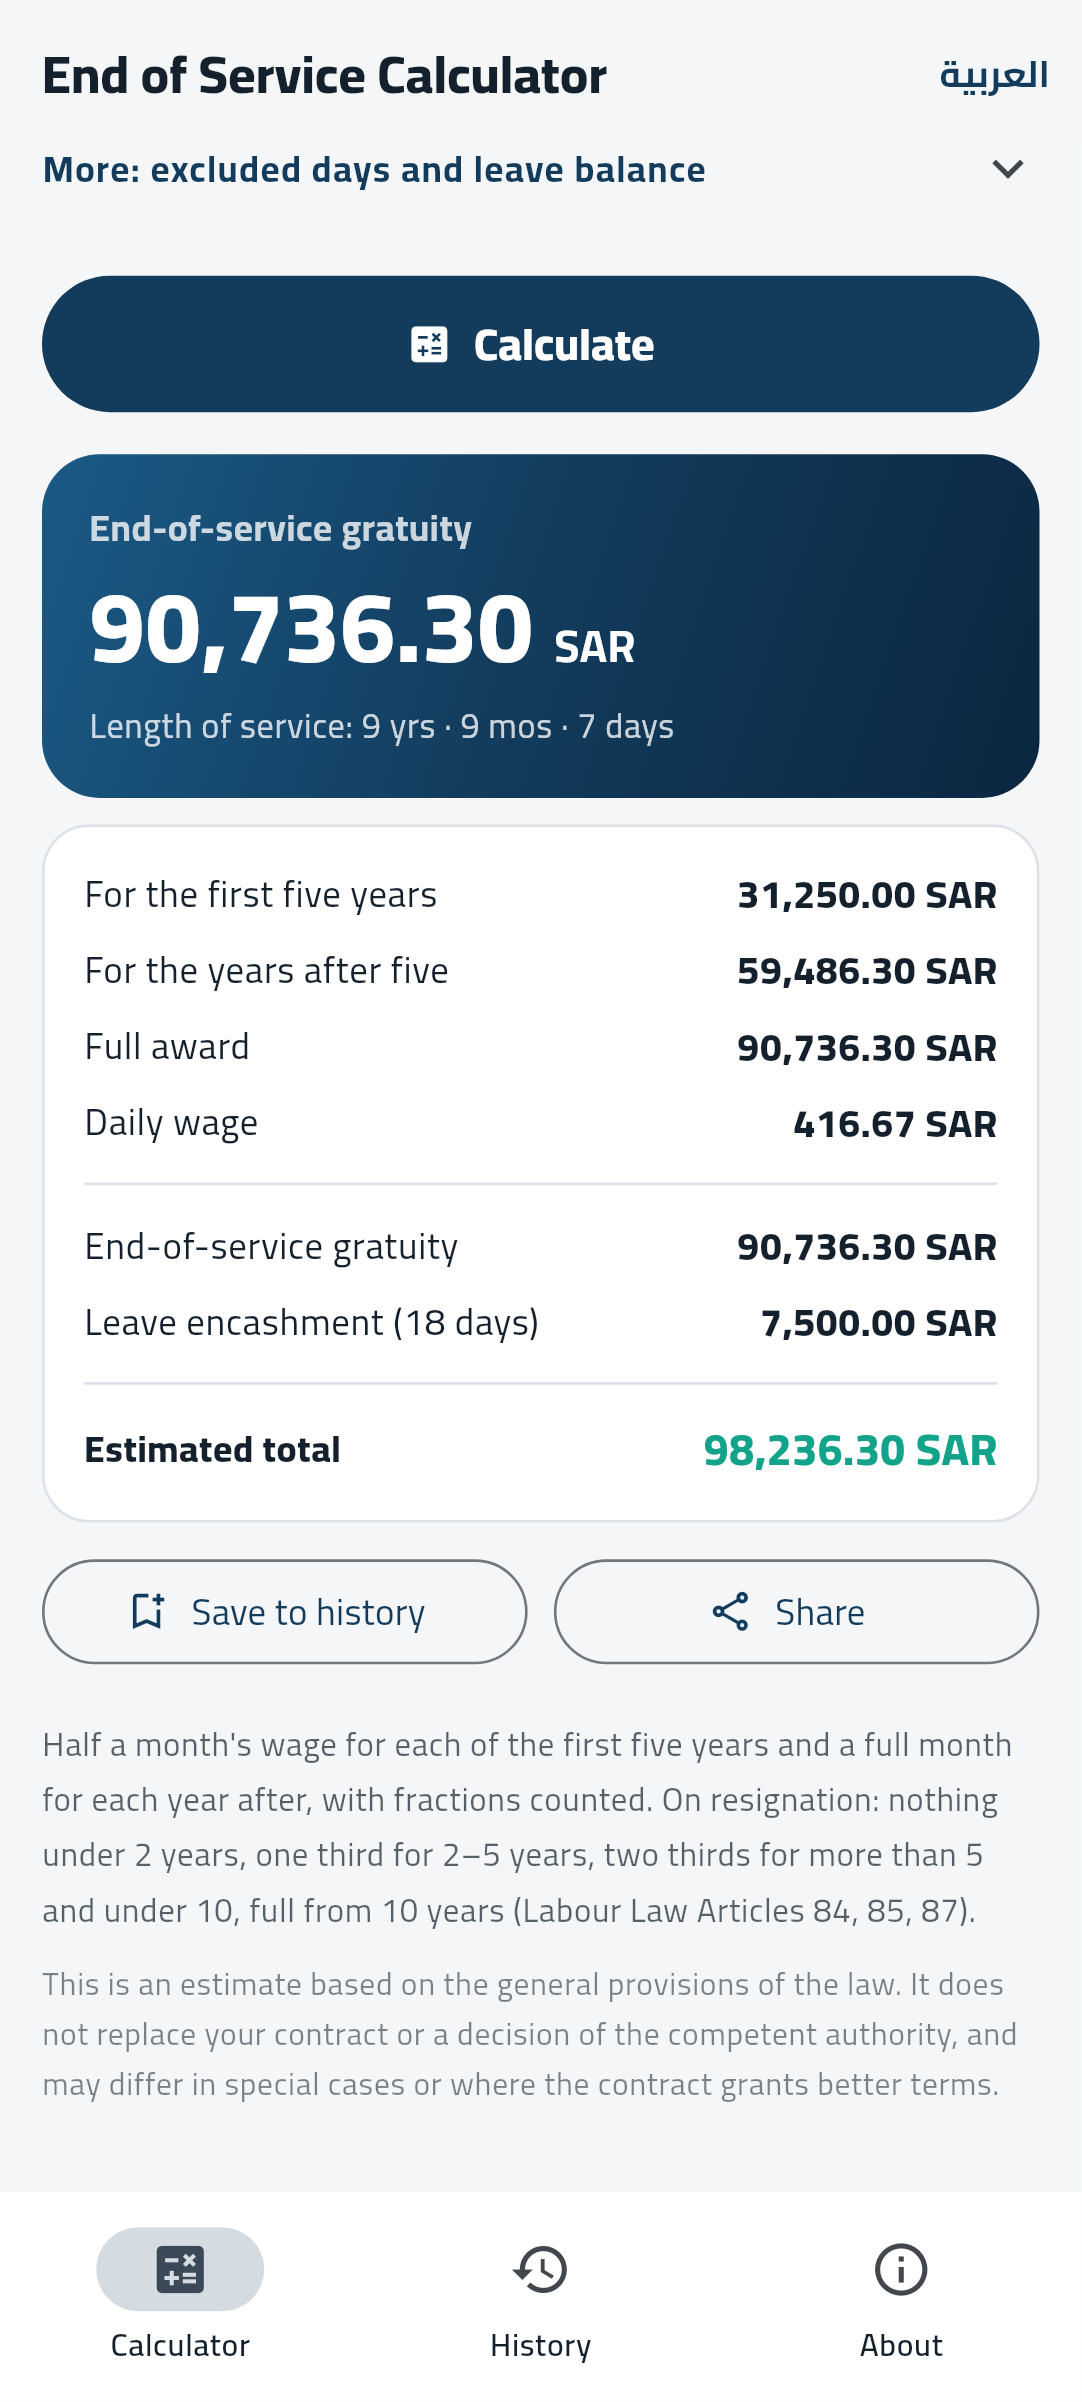 End of Service Calculator
العربية
More: excluded days and leave balance
Calculate
End-of-service gratuity
90,736.30 SAR
Length of service: 9 yrs · 9 mos · 7 days
For the first five years 31,250.00 SAR
For the years after five 59,486.30 SAR
Full award 90,736.30 SAR
Daily wage 416.67 SAR
End-of-service gratuity 90,736.30 SAR
Leave encashment (18 days) 7,500.00 SAR
Estimated total 98,236.30 SAR
Save to history
Share
Half a month's wage for each of the first five years and a full month
for each year after, with fractions counted. On resignation: nothing
under 2 years, one third for 2–5 years, two thirds for more than 5
and under 10, full from 10 years (Labour Law Articles 84, 85, 87).
This is an estimate based on the general provisions of the law. It does
not replace your contract or a decision of the competent authority, and
may differ in special cases or where the contract grants better terms.
Calculator
History
About